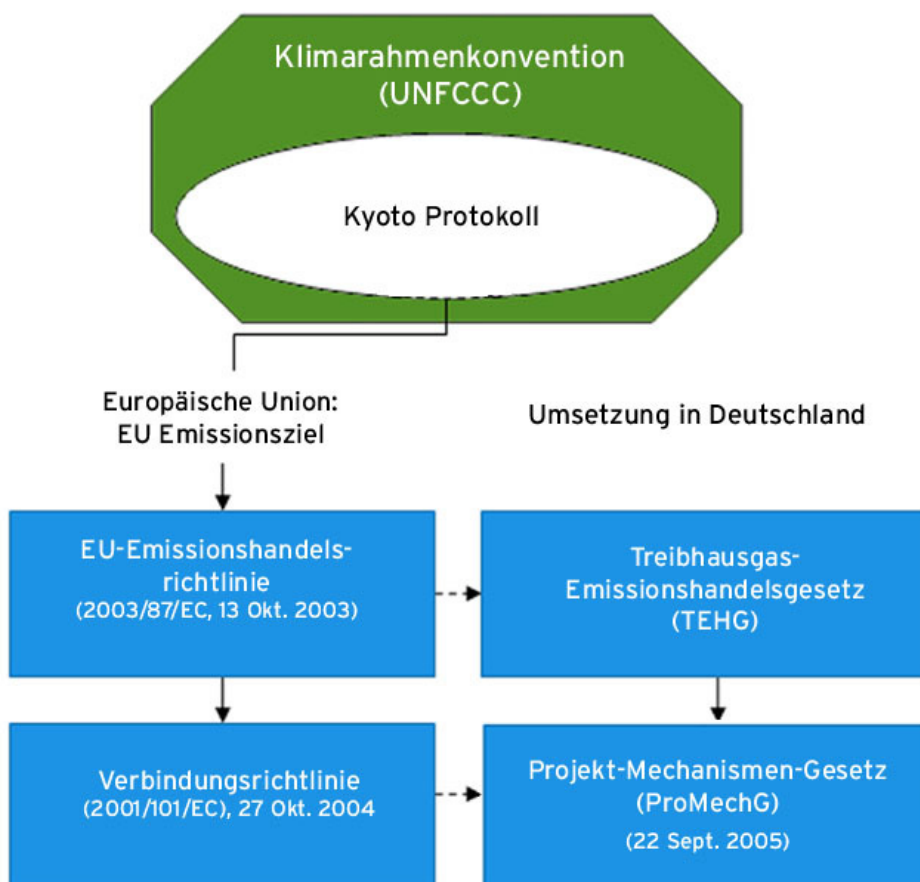 Klimarahmenkonvention
(UNFCCC)
Kyoto Protokoll
Europäische Union:
EU Emissionsziel
Umsetzung in Deutschland
EU-Emissionshandels-
richtlinie
(2003/87/EC, 13 Okt. 2003)
Treibhausgas-
Emissionshandelsgesetz
(TEHG)
Verbindungsrichtlinie
(2001/101/EC), 27 Okt. 2004
Projekt-Mechanismen-Gesetz
(ProMechG)
(22 Sept. 2005)